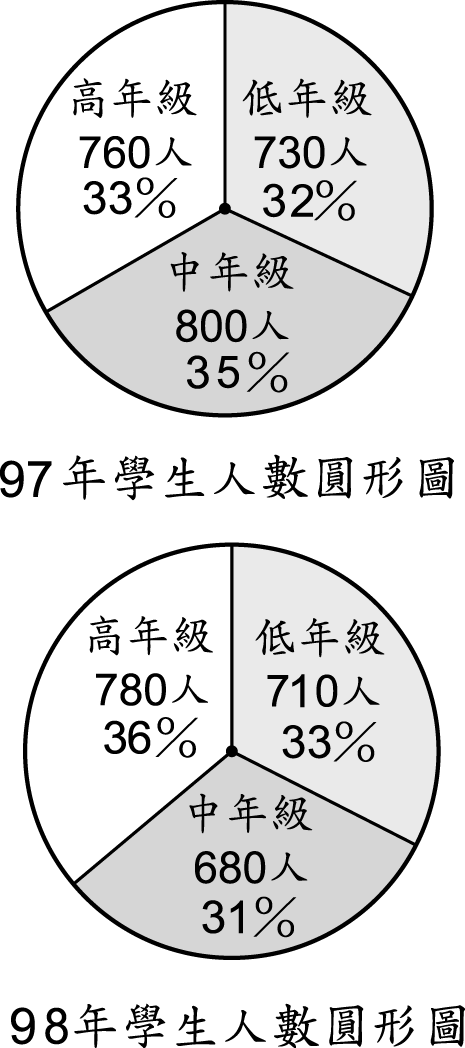 高年級
760人
33%
低年級
730人
32%
中年級
800人
35%
97年學生人數圓形圖
高年級
780人
36%
低年級
710人
33%
中年級
680人
31%
98年學生人數圓形圖